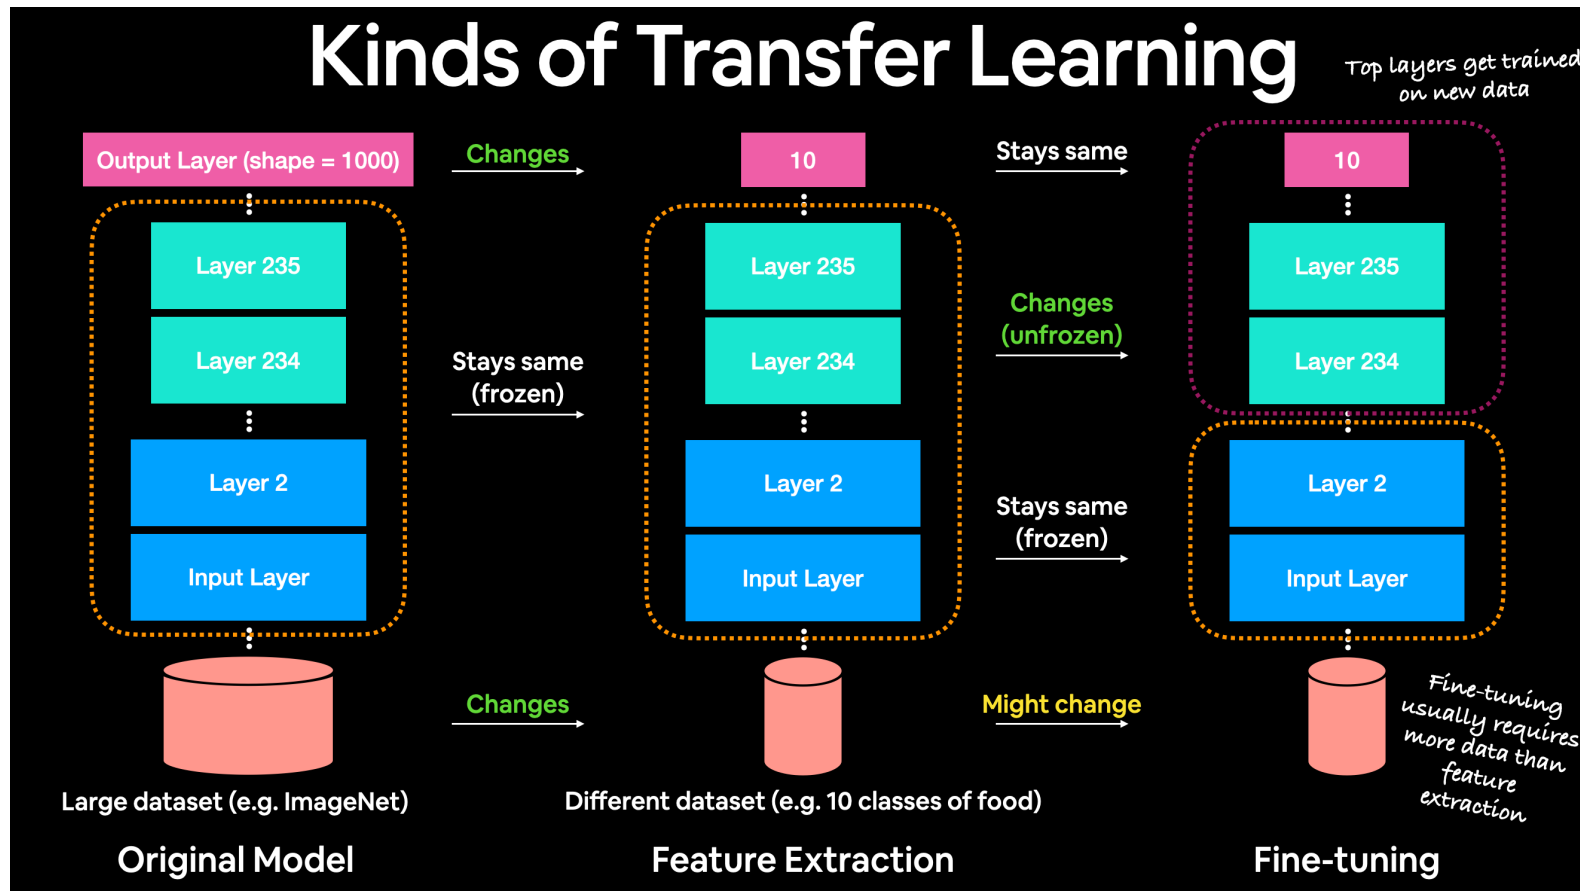 Kinds of Transfer Learning
Top layers get trained
on new data
Output Layer (shape = 1000)
Changes
10
Stays same
10
Layer 235
Layer 235
Layer 235
Changes
(unfrozen)
Layer 234
Layer 234
Layer 234
Stays same
(frozen)
Layer 2
Layer 2
Layer 2
Stays same
(frozen)
Input Layer
Input Layer
Input Layer
Changes
Might change
Fine-tuning
usually requires
more data than
feature
extraction
Large dataset (e.g. ImageNet)
Different dataset (e.g. 10 classes of food)
Original Model
Feature Extraction
Fine-tuning